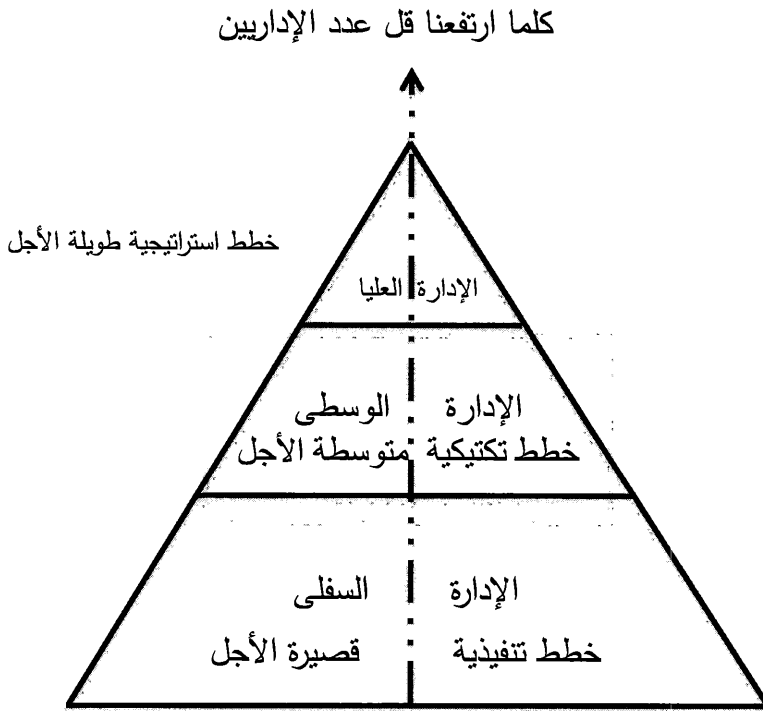 كلما ارتفعنا قل عدد الإداريين
خطط استراتيجية طويلة الأجل
الإدارة العليا
الإدارة الوسطى
خطط تكتيكية متوسطة الأجل
الإدارة السفلى
خطط تنفيذية قصيرة الأجل